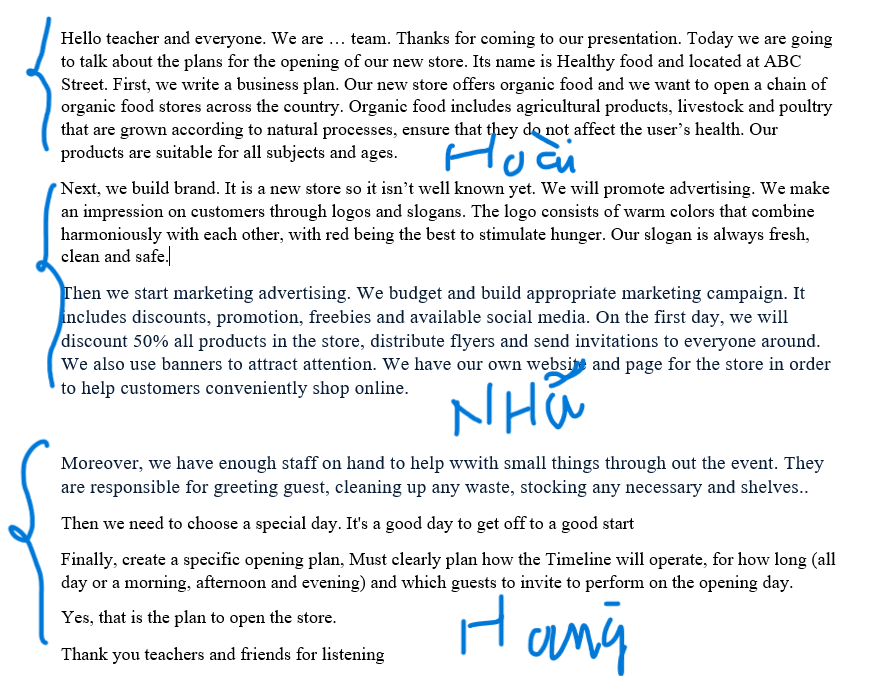 Hello teacher and everyone. We are … team. Thanks for coming to our presentation. Today we are going
to talk about the plans for the opening of our new store. Its name is Healthy food and located at ABC
Street. First, we write a business plan. Our new store offers organic food and we want to open a chain of
organic food stores across the country. Organic food includes agricultural products, livestock and poultry
that are grown according to natural processes, ensure that they do not affect the user’s health. Our
products are suitable for all subjects and ages.
Next, we build brand. It is a new store so it isn’t well known yet. We will promote advertising. We make
an impression on customers through logos and slogans. The logo consists of warm colors that combine
harmoniously with each other, with red being the best to stimulate hunger. Our slogan is always fresh,
clean and safe.
Then we start marketing advertising. We budget and build appropriate marketing campaign. It
includes discounts, promotion, freebies and available social media. On the first day, we will
discount 50% all products in the store, distribute flyers and send invitations to everyone around.
We also use banners to attract attention. We have our own website and page for the store in order
to help customers conveniently shop online.
Moreover, we have enough staff on hand to help wwith small things through out the event. They
are responsible for greeting guest, cleaning up any waste, stocking any necessary and shelves..
Then we need to choose a special day. It's a good day to get off to a good start
Finally, create a specific opening plan, Must clearly plan how the Timeline will operate, for how long (all
day or a morning, afternoon and evening) and which guests to invite to perform on the opening day.
Yes, that is the plan to open the store.
Thank you teachers and friends for listening